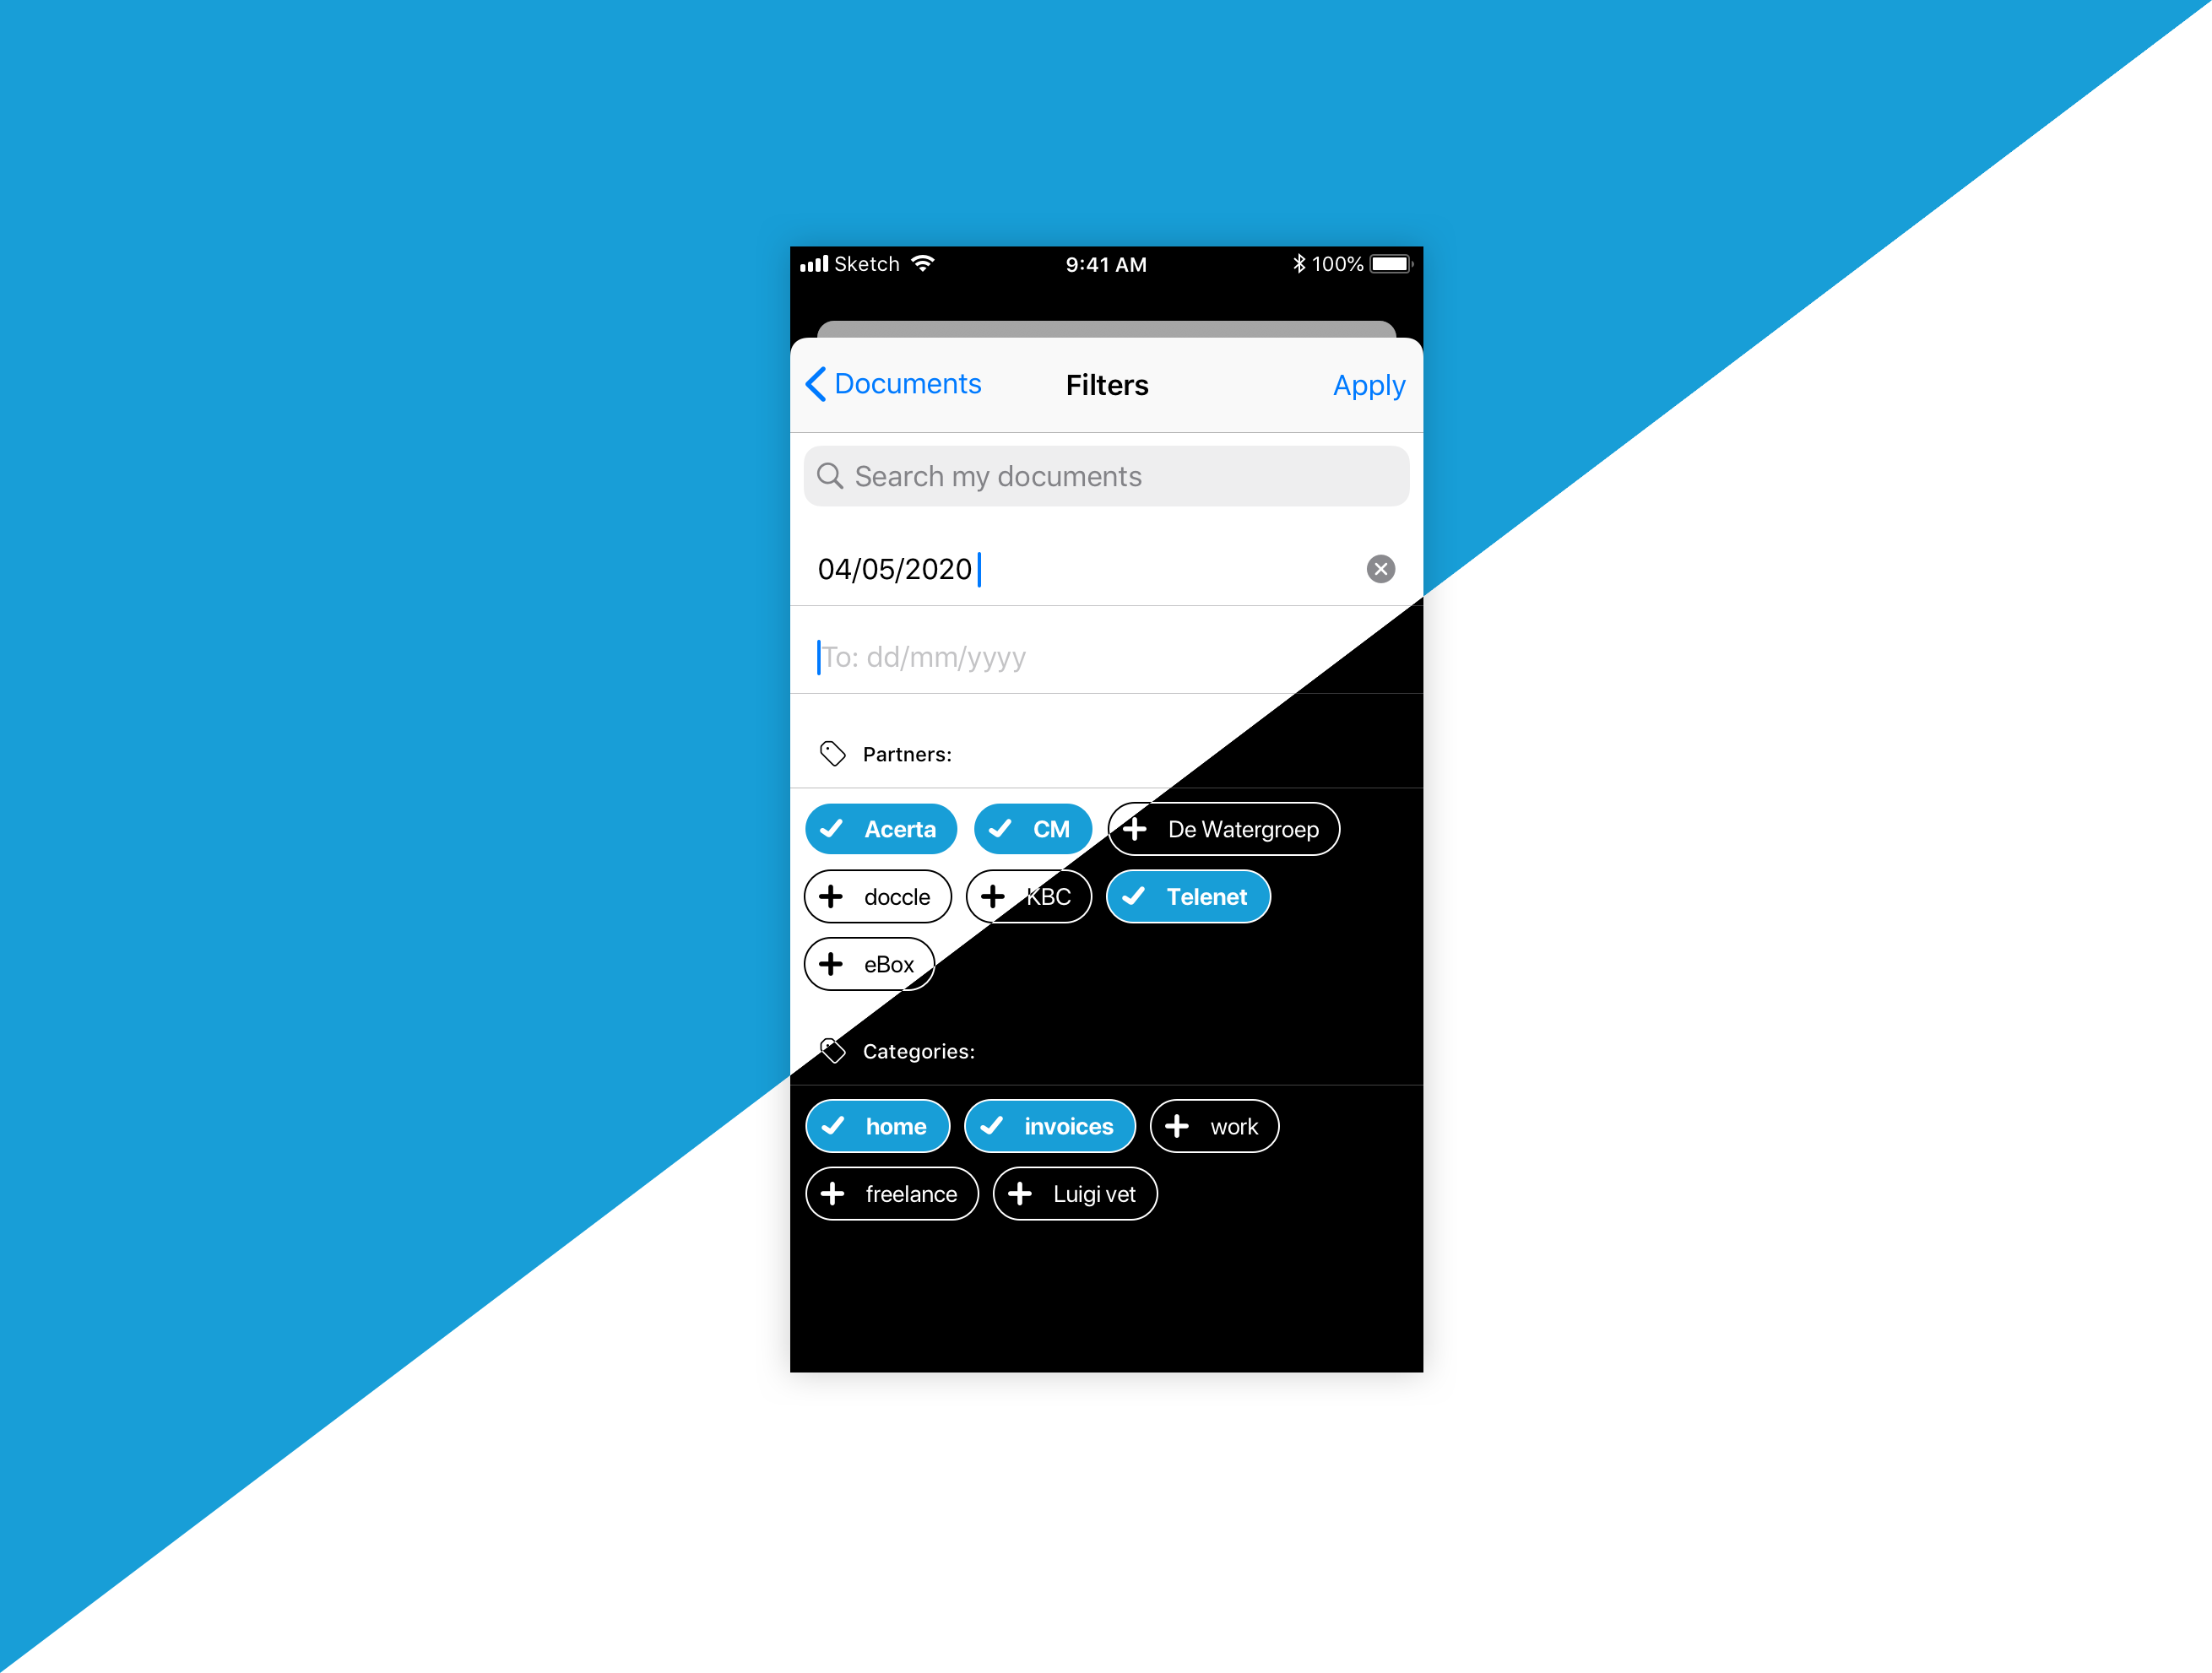 Sketch 9:41 AM 100%
Documents Filters Apply
Search my documents
04/05/2020
To: dd/mm/yyyy
Partners:
Acerta CM De Watergroep
doccle KBC Telenet
eBox
Categories:
home invoices work
freelance Luigi vet